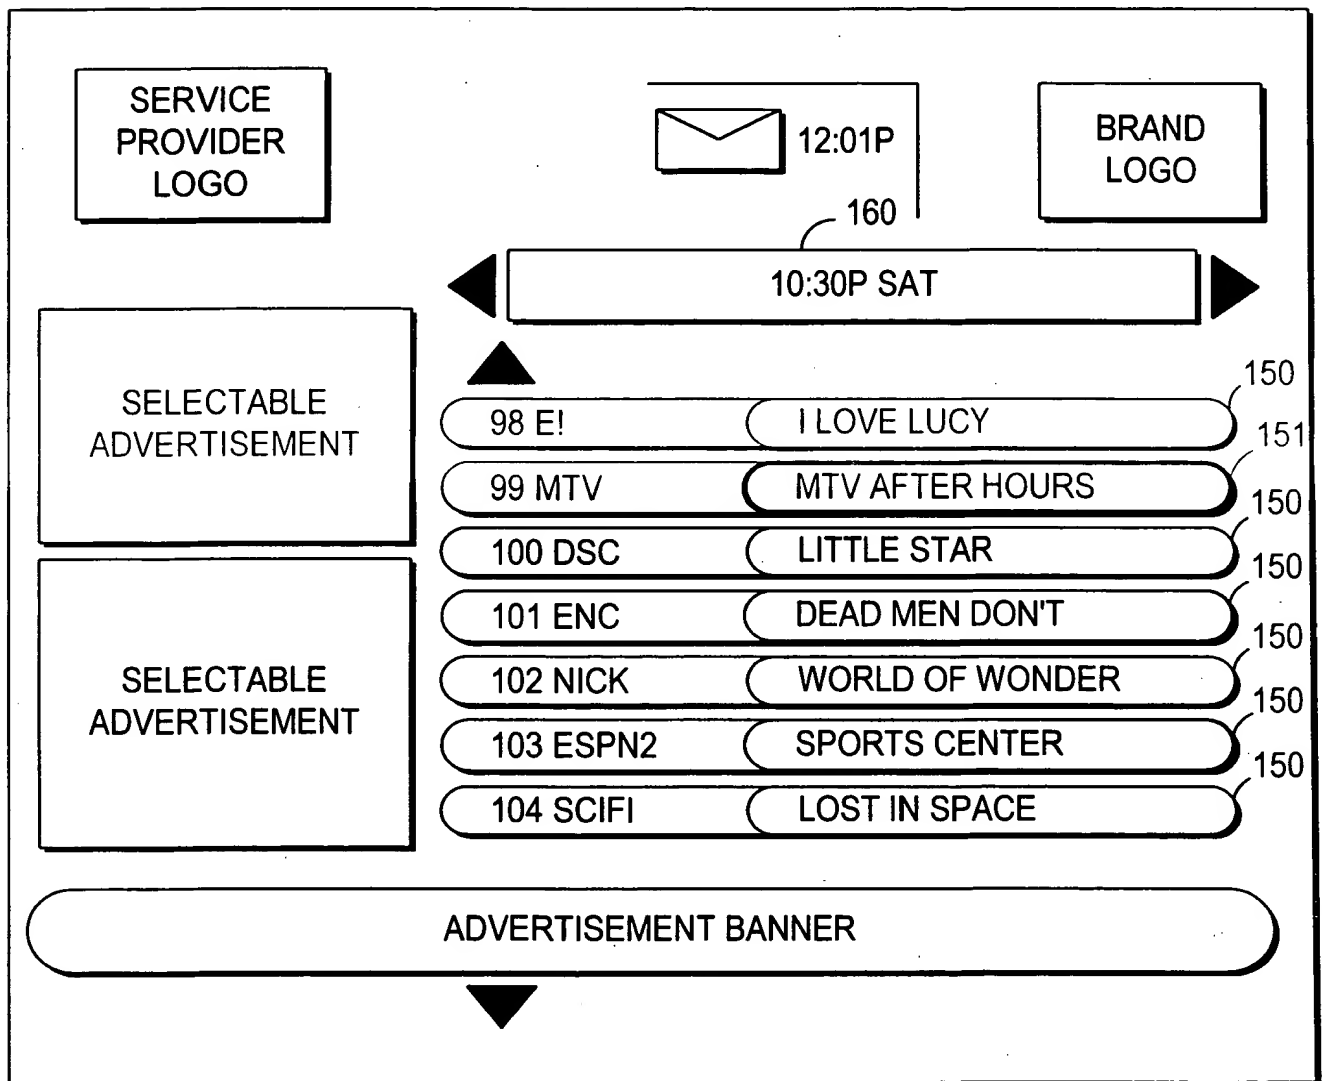 SERVICE
PROVIDER
LOGO
12:01P
BRAND
LOGO
160
10:30P SAT
SELECTABLE
ADVERTISEMENT
150
98 E! I LOVE LUCY
151
99 MTV MTV AFTER HOURS
150
100 DSC LITTLE STAR
150
101 ENC DEAD MEN DON'T
150
102 NICK WORLD OF WONDER
150
103 ESPN2 SPORTS CENTER
150
104 SCIFI LOST IN SPACE
SELECTABLE
ADVERTISEMENT
ADVERTISEMENT BANNER